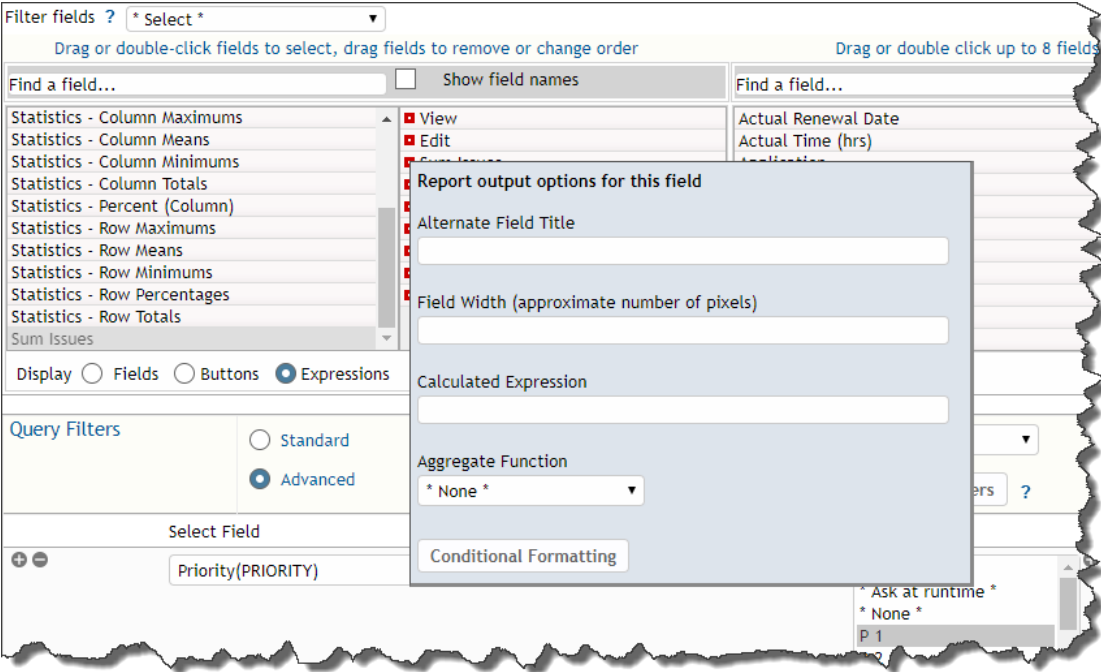 Filter fields ? * Select *
Drag or double-click fields to select, drag fields to remove or change order
Drag or double click up to 8 fields
Find a field...
Show field names
Find a field...
Statistics - Column Maximums
Statistics - Column Means
Statistics - Column Minimums
Statistics - Column Totals
Statistics - Percent (Column)
Statistics - Row Maximums
Statistics - Row Means
Statistics - Row Minimums
Statistics - Row Percentages
Statistics - Row Totals
Sum Issues
View
Edit
Sum Issues
Actual Renewal Date
Actual Time (hrs)
Application
Report output options for this field
Alternate Field Title
Field Width (approximate number of pixels)
Calculated Expression
Aggregate Function
* None *
Conditional Formatting
Display Fields Buttons Expressions
Query Filters
Standard
Advanced
ers ?
Select Field
Priority(PRIORITY)
* Ask at runtime *
* None *
P 1